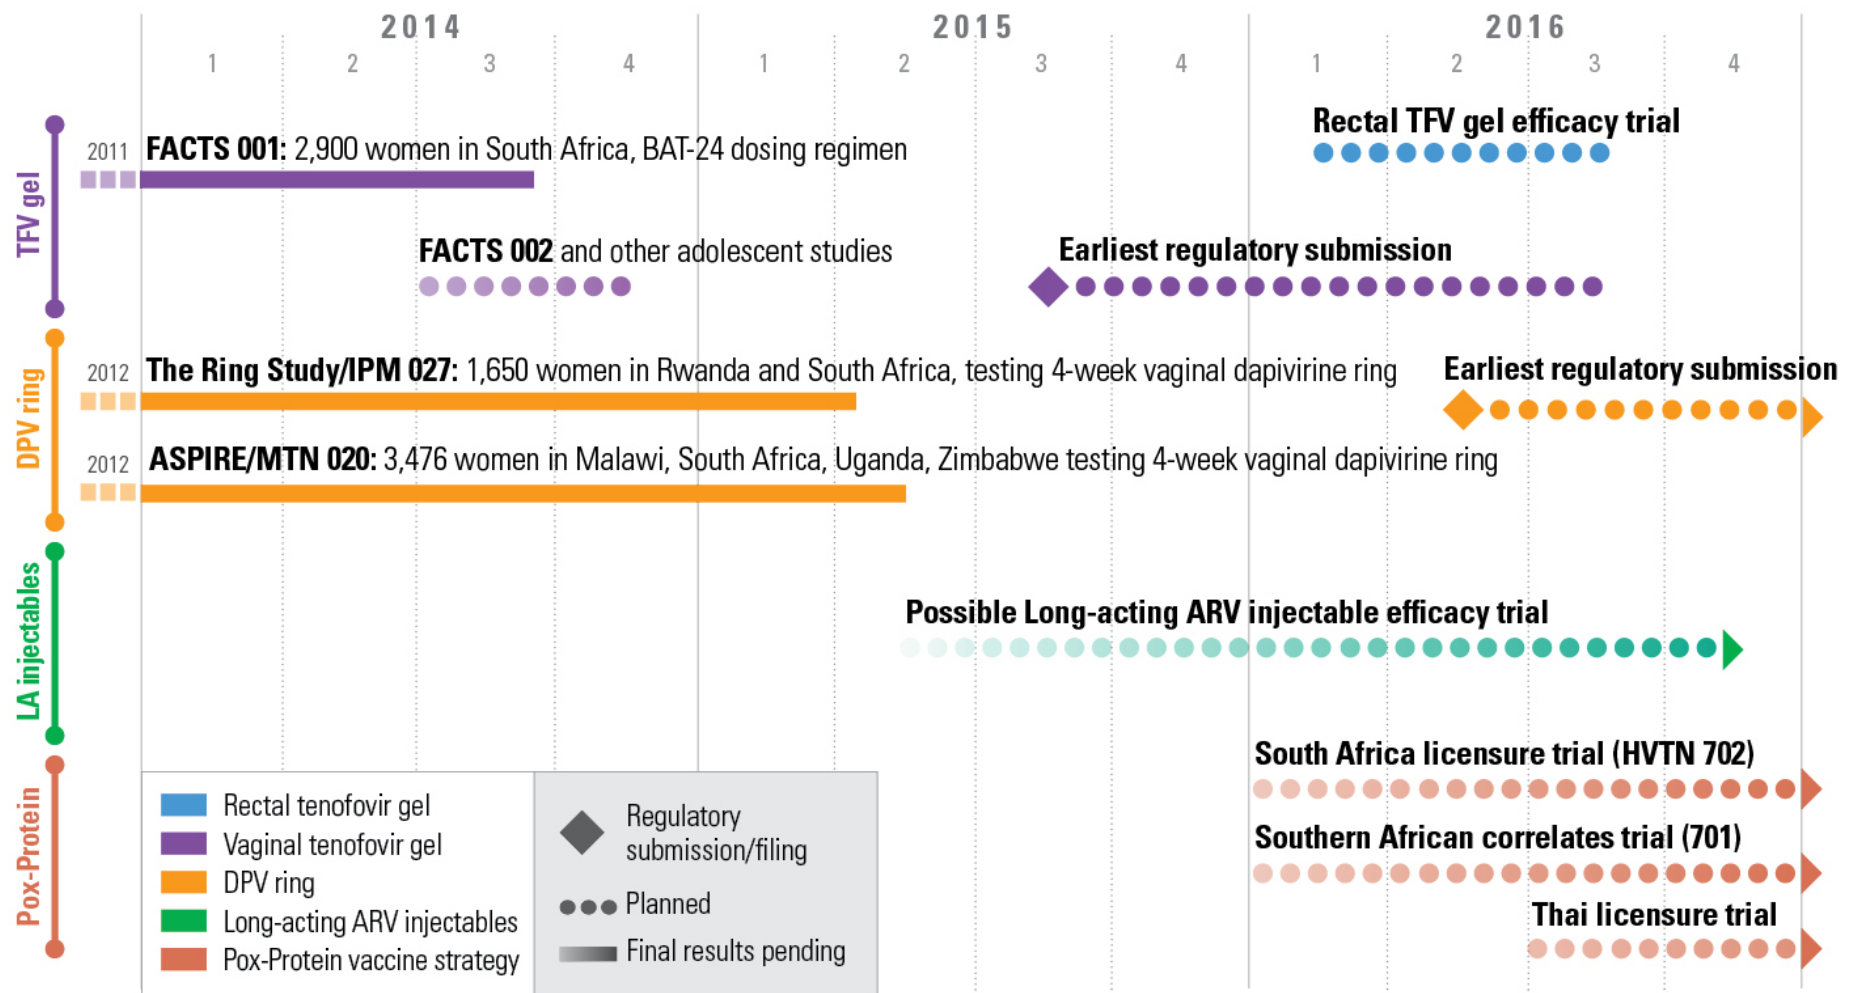 2014 2015 2016
1 2 3 4 1 2 3 4 1 2 3 4
TFV gel
Rectal TFV gel efficacy trial
2011 FACTS 001: 2,900 women in South Africa, BAT-24 dosing regimen
FACTS 002 and other adolescent studies
Earliest regulatory submission
DPV ring
2012 The Ring Study/IPM 027: 1,650 women in Rwanda and South Africa, testing 4-week vaginal dapivirine ring
Earliest regulatory submission
2012 ASPIRE/MTN 020: 3,476 women in Malawi, South Africa, Uganda, Zimbabwe testing 4-week vaginal dapivirine ring
LA injectables
Possible Long-acting ARV injectable efficacy trial
Pox-Protein
South Africa licensure trial (HVTN 702)
Southern African correlates trial (701)
Thai licensure trial
Rectal tenofovir gel
Vaginal tenofovir gel
DPV ring
Long-acting ARV injectables
Pox-Protein vaccine strategy
Regulatory
submission/filing
Planned
Final results pending